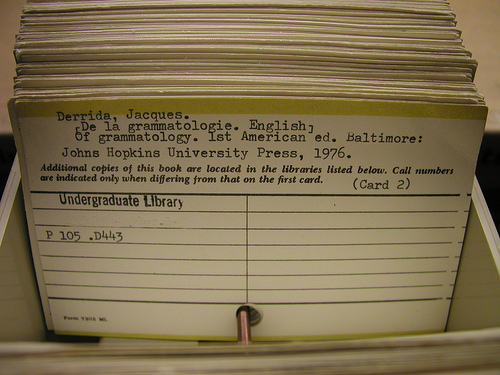 Derrida, Jacques.
[De la grammatologie. English]
Of grammatology. 1st American ed. Baltimore:
Johns Hopkins University Press, 1976.
Additional copies of this book are located in the libraries listed below. Call numbers
are indicated only when differing from that on the first card. (Card 2)
Undergraduate Library
P 105 .D443
Form